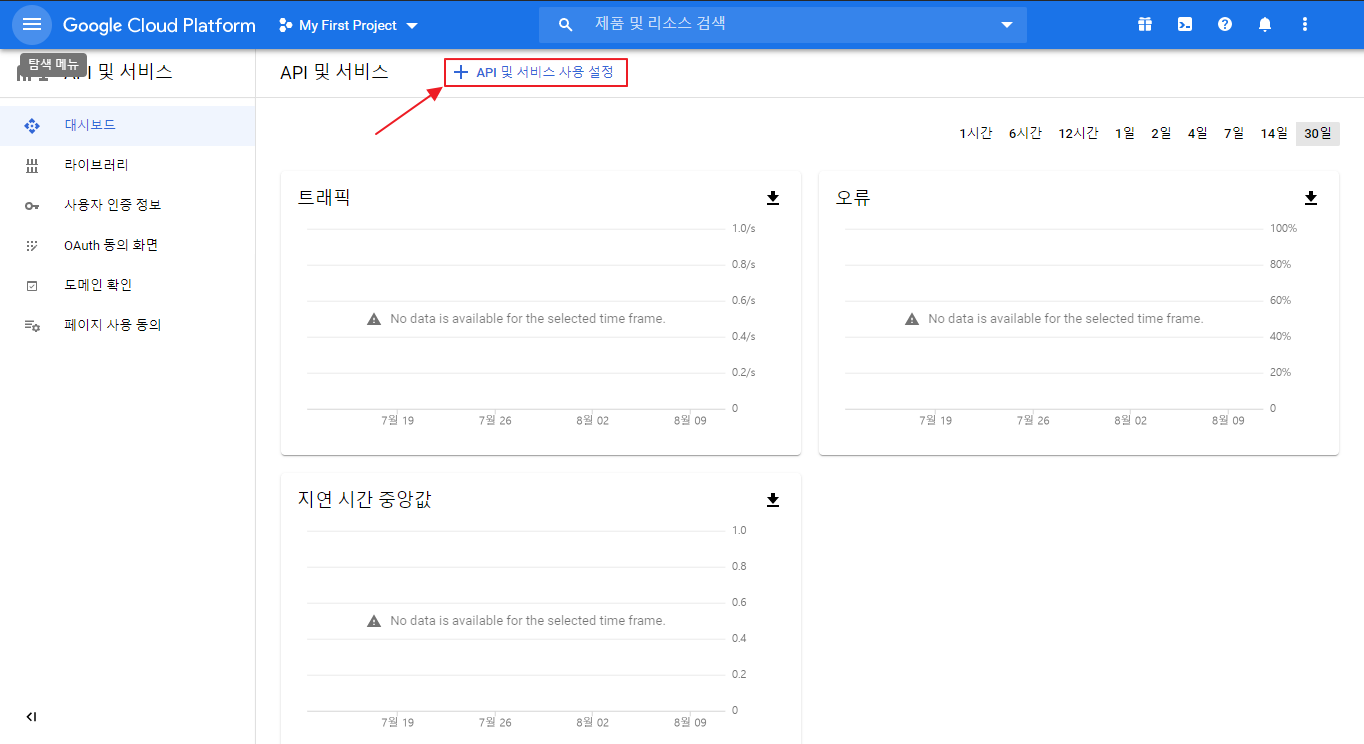 Google Cloud Platform
My First Project
제품 및 리소스 검색
탐색 메뉴
API 및 서비스
API 및 서비스
API 및 서비스 사용 설정
대시보드
라이브러리
사용자 인증 정보
OAuth 동의 화면
도메인 확인
페이지 사용 동의
1시간 6시간 12시간 1일 2일 4일 7일 14일 30일
트래픽
1.0/s
0.8/s
0.6/s
No data is available for the selected time frame.
0.4/s
0.2/s
0
7월 19 7월 26 8월 02 8월 09
오류
100%
80%
60%
No data is available for the selected time frame.
40%
20%
0
7월 19 7월 26 8월 02 8월 09
지연 시간 중앙값
1.0
0.8
0.6
No data is available for the selected time frame.
0.4
0.2
0
7월 19 7월 26 8월 02 8월 09